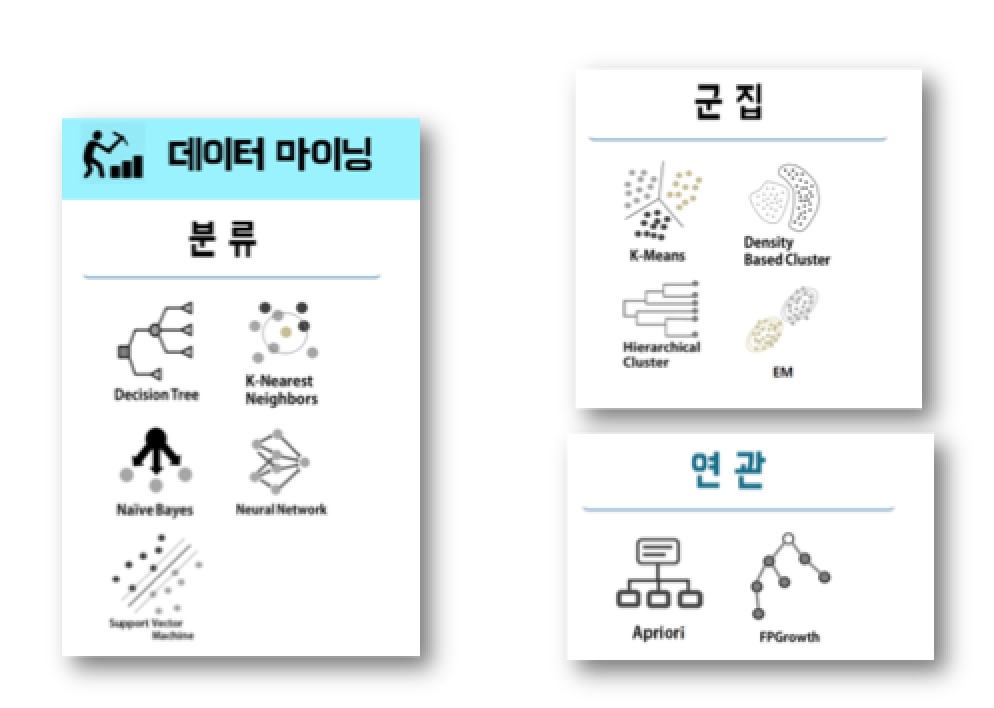 데이터 마이닝
분류
Decision Tree
K-Nearest
Neighbors
Naïve Bayes
Neural Network
Support Vector
Machine
군집
K-Means
Density
Based Cluster
Hierarchical
Cluster
EM
연관
Apriori
FPGrowth